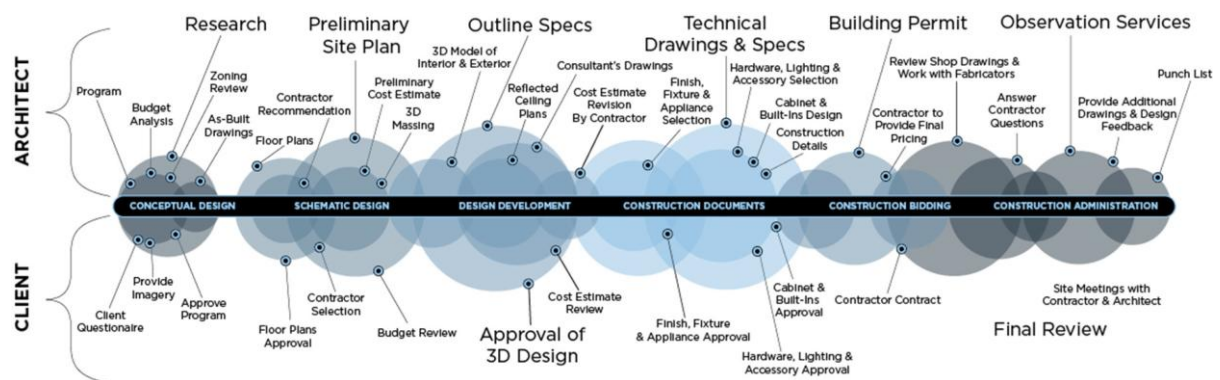 ARCHITECT
Research
Preliminary
Site Plan
Outline Specs
Technical
Drawings & Specs
Building Permit
Observation Services
Program
Budget
Analysis
Zoning
Review
As-Built
Drawings
Floor Plans
Contractor
Recommendation
Preliminary
Cost Estimate
3D
Massing
3D Model of
Interior & Exterior
Reflected
Ceiling
Plans
Consultant's Drawings
Cost Estimate
Revision
By Contractor
Finish,
Fixture &
Appliance
Selection
Hardware, Lighting &
Accessory Selection
Cabinet &
Built-Ins Design
Construction
Details
Contractor to
Provide Final
Pricing
Review Shop Drawings &
Work with Fabricators
Answer
Contractor
Questions
Provide Additional
Drawings & Design
Feedback
Punch List
CONCEPTUAL DESIGN
SCHEMATIC DESIGN
DESIGN DEVELOPMENT
CONSTRUCTION DOCUMENTS
CONSTRUCTION BIDDING
CONSTRUCTION ADMINISTRATION
CLIENT
Client
Questionaire
Provide
Imagery
Approve
Program
Floor Plans
Approval
Contractor
Selection
Budget Review
Approval of
3D Design
Cost Estimate
Review
Finish, Fixture
& Appliance Approval
Hardware, Lighting &
Accessory Approval
Cabinet &
Built-Ins
Approval
Contractor Contract
Site Meetings with
Contractor & Architect
Final Review